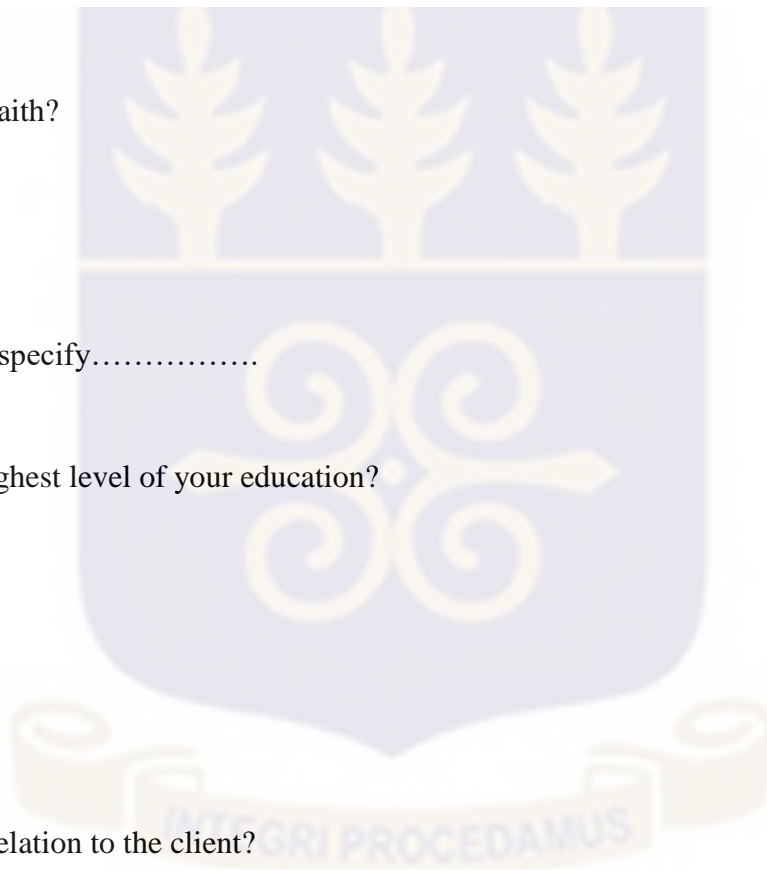 aith?
specify…………….
ghest level of your education?
elation to the client?
INTEGRI PROCEDAMUS